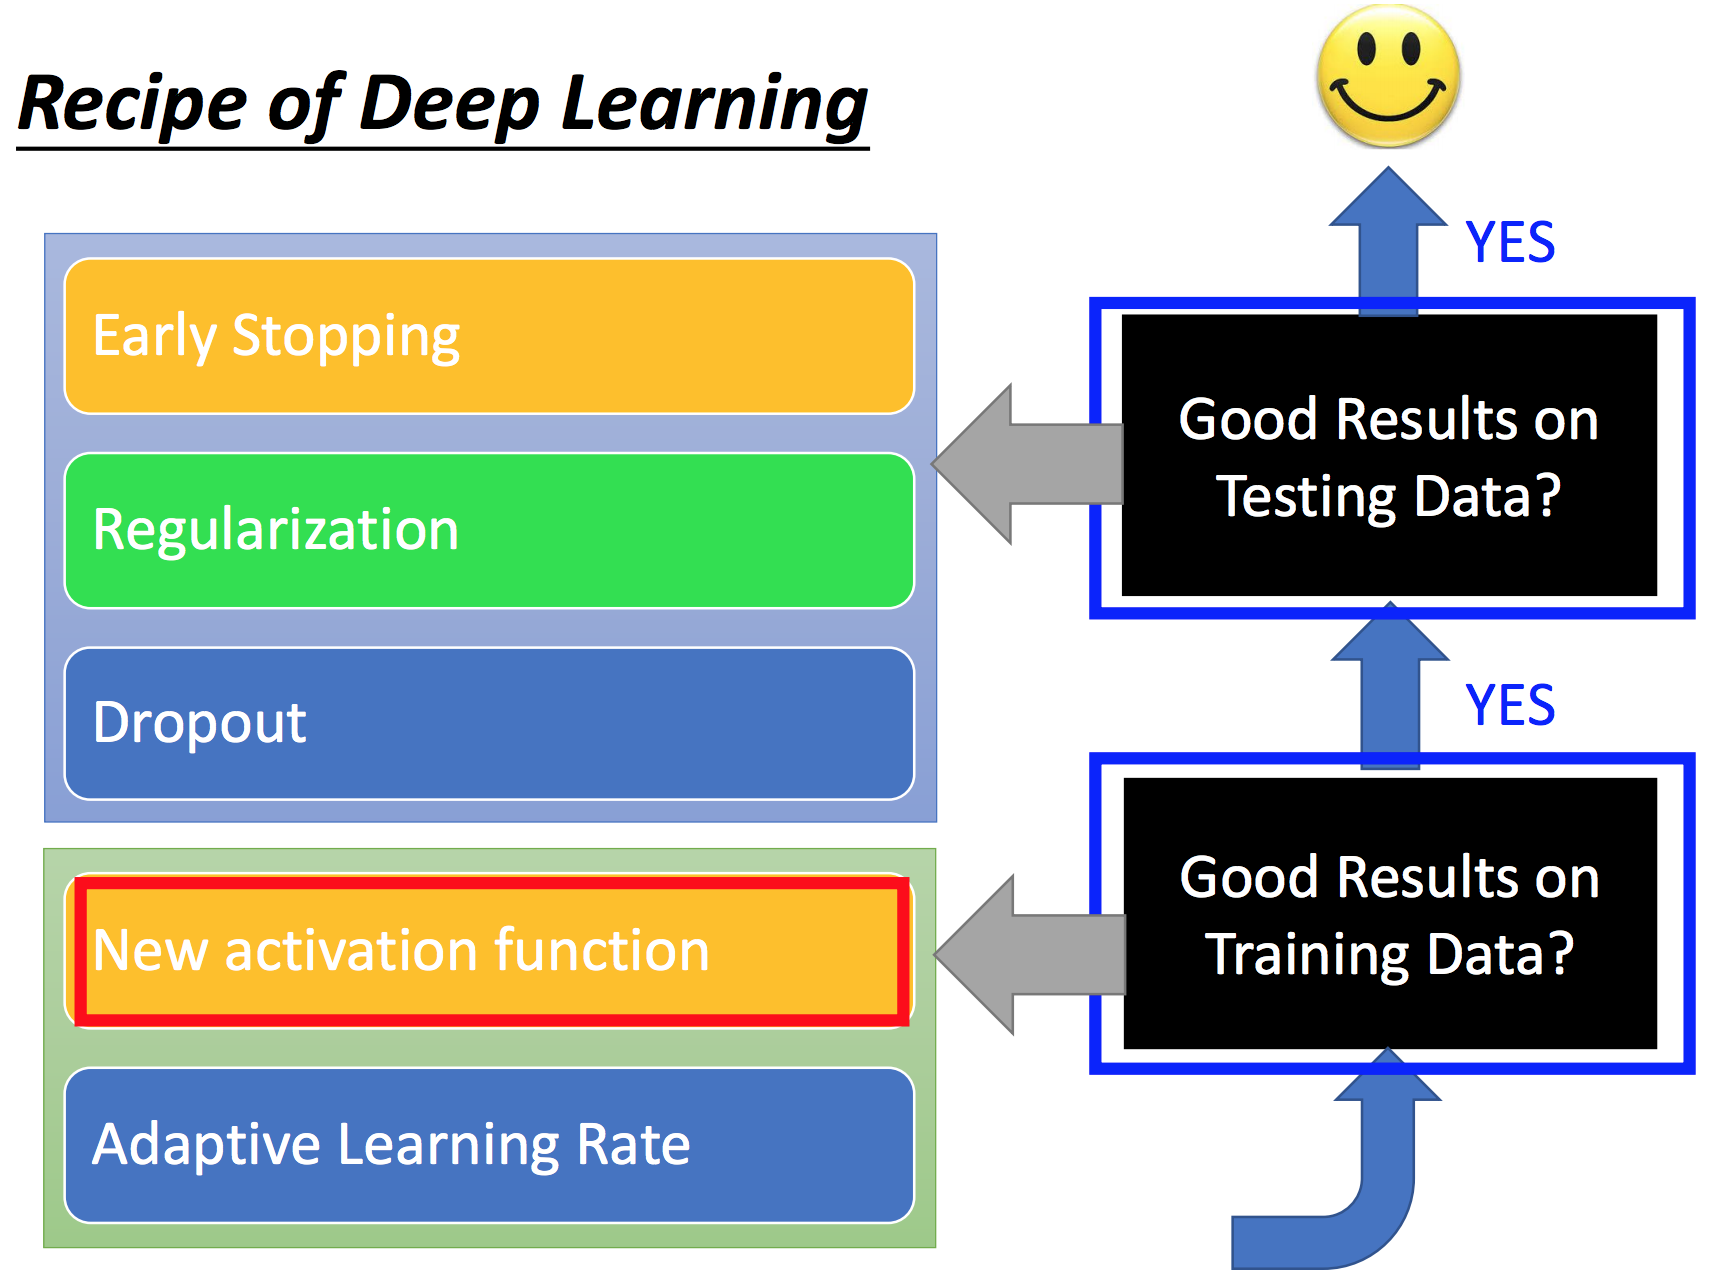 Recipe of Deep Learning
YES
Early Stopping
Good Results on
Testing Data?
Regularization
YES
Dropout
Good Results on
Training Data?
New activation function
Adaptive Learning Rate